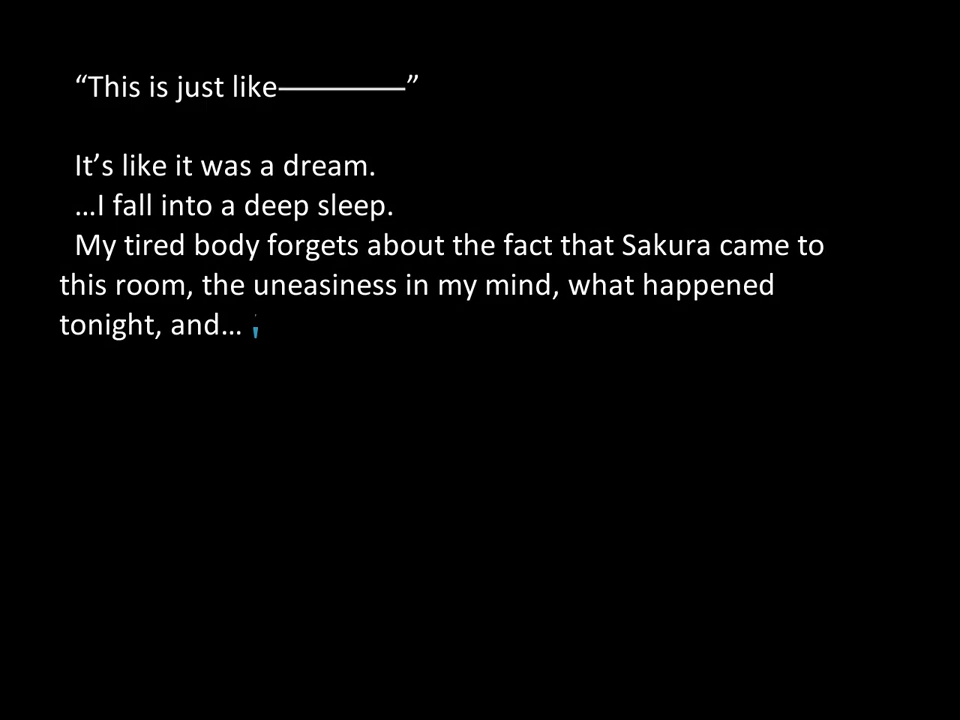 “This is just like————”
It’s like it was a dream.
…I fall into a deep sleep.
My tired body forgets about the fact that Sakura came to
this room, the uneasiness in my mind, what happened
tonight, and…